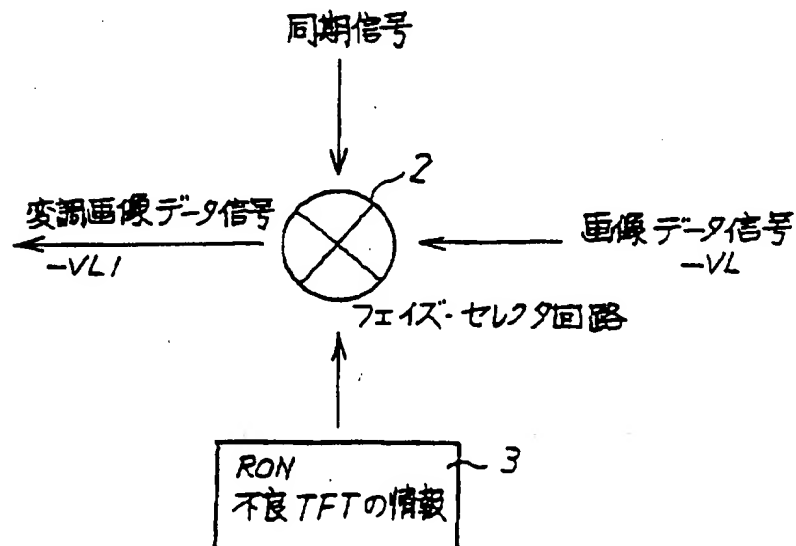 同期信号
2
変調画像データ信号
-VL1
画像データ信号
-VL
フェイズ・セレクタ回路
RON
不良TFTの情報
3